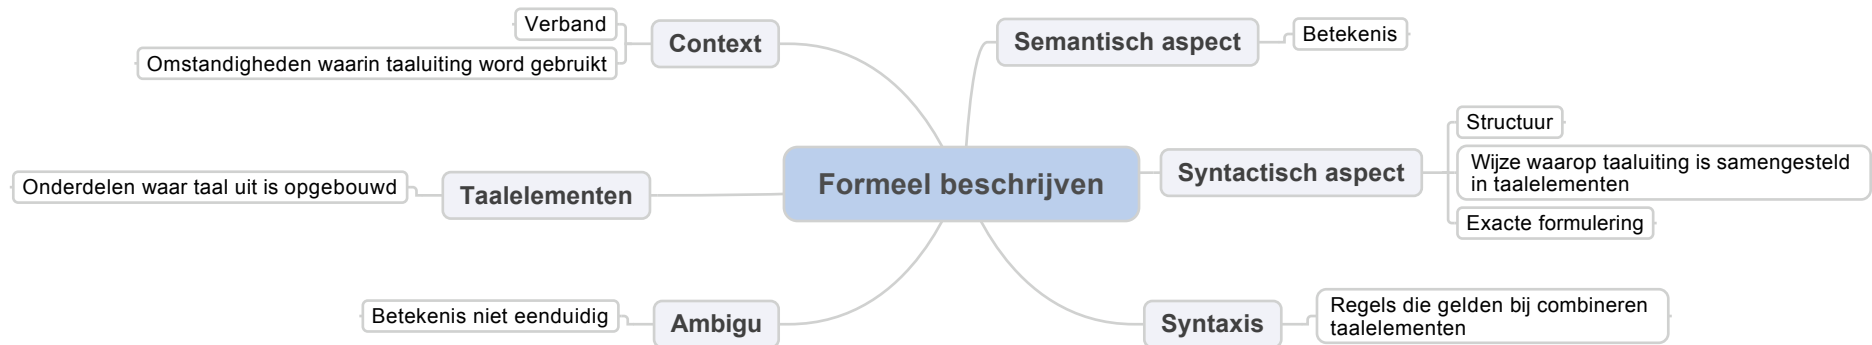 Verband
Context
Omstandigheden waarin taaluiting word gebruikt
Onderdelen waar taal uit is opgebouwd
Taalelementen
Betekenis niet eenduidig
Ambigu
Formeel beschrijven
Semantisch aspect
Betekenis
Syntactisch aspect
Structuur
Wijze waarop taaluiting is samengesteld
in taalelementen
Exacte formulering
Syntaxis
Regels die gelden bij combineren
taalelementen